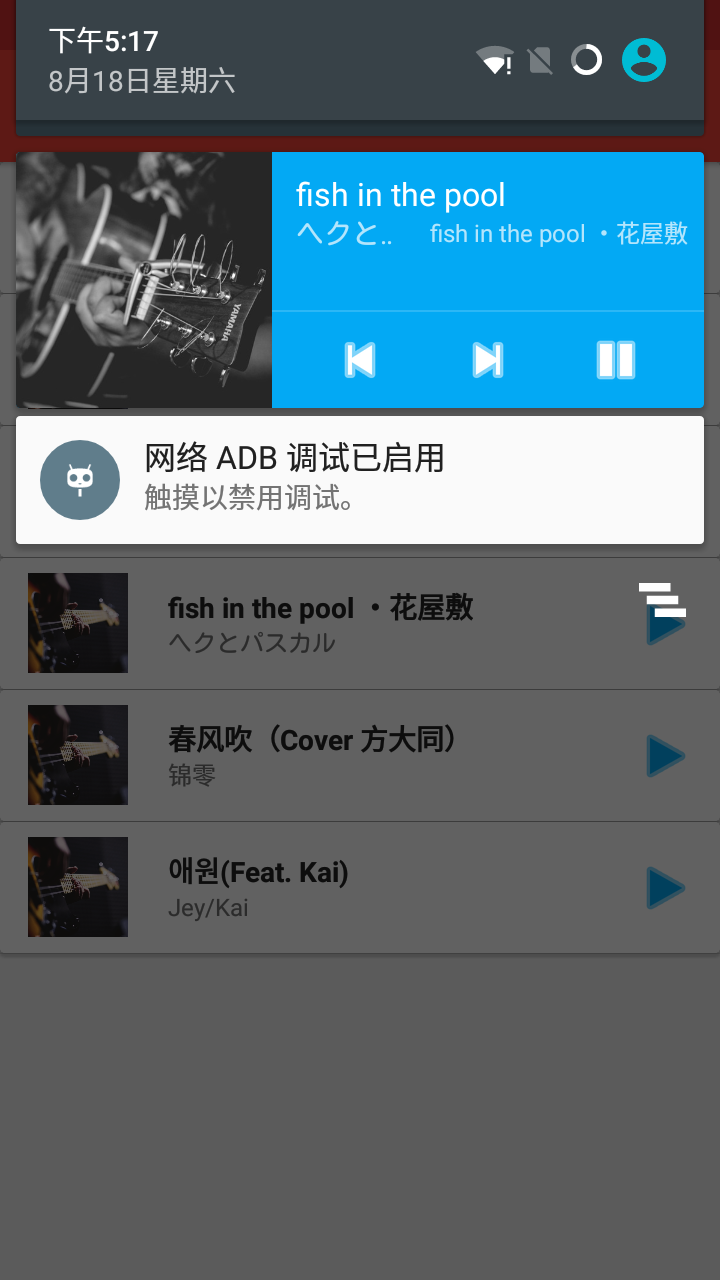 下午5:17
8月18日星期六
fish in the pool
へクと.. fish in the pool ・花屋敷
YAMAHA
网络 ADB 调试已启用
触摸以禁用调试。
fish in the pool ・花屋敷
へクとパスカル
春风吹（Cover 方大同）
锦零
애원(Feat. Kai)
Jey/Kai